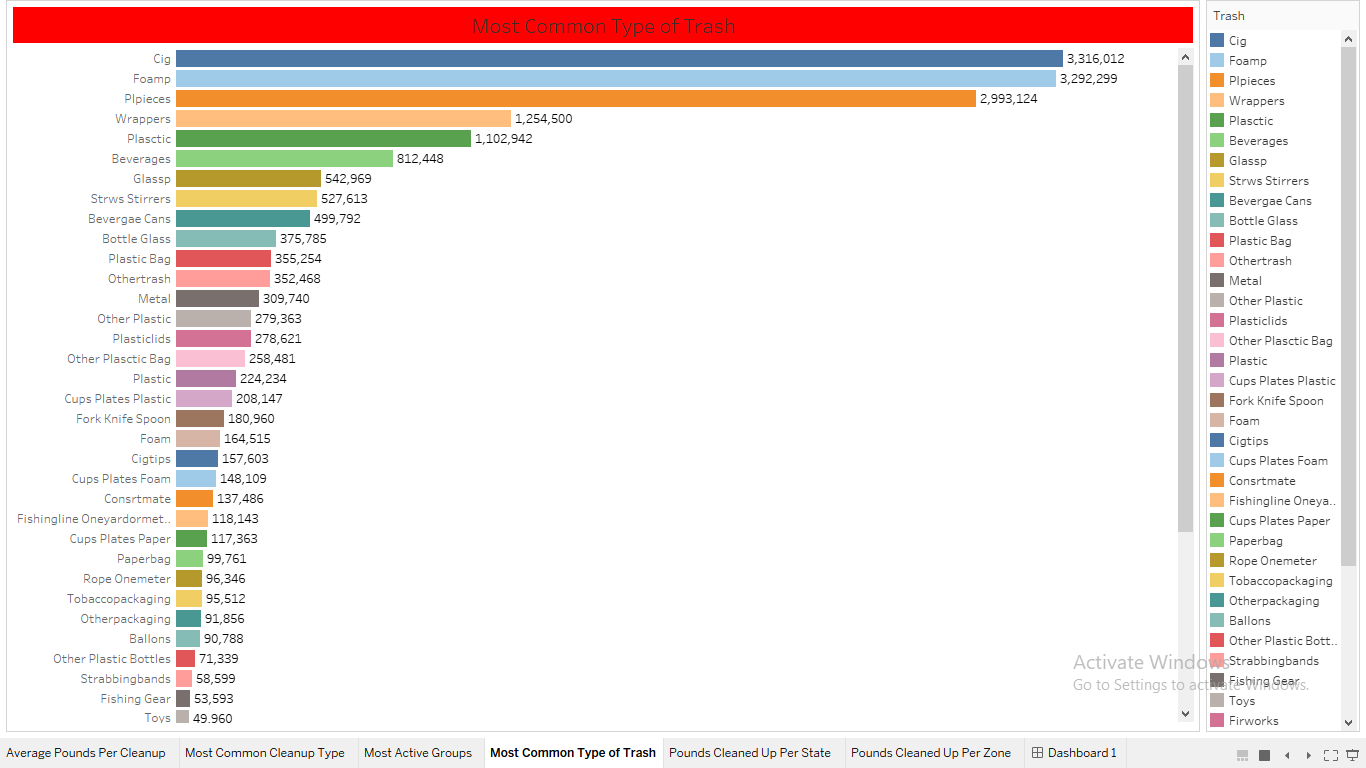 Most Common Type of Trash
Cig 3,316,012
Foamp 3,292,299
Plpieces 2,993,124
Wrappers 1,254,500
Plasctic 1,102,942
Beverages 812,448
Glassp 542,969
Strws Stirrers 527,613
Bevergae Cans 499,792
Bottle Glass 375,785
Plastic Bag 355,254
Othertrash 352,468
Metal 309,740
Other Plastic 279,363
Plasticlids 278,621
Other Plasctic Bag 258,481
Plastic 224,234
Cups Plates Plastic 208,147
Fork Knife Spoon 180,960
Foam 164,515
Cigtips 157,603
Cups Plates Foam 148,109
Consrtmate 137,486
Fishingline Oneyardormet.. 118,143
Cups Plates Paper 117,363
Paperbag 99,761
Rope Onemeter 96,346
Tobaccopackaging 95,512
Otherpackaging 91,856
Ballons 90,788
Other Plastic Bottles 71,339
Strabbingbands 58,599
Fishing Gear 53,593
Toys 49,960
Trash
Cig
Foamp
Plpieces
Wrappers
Plasctic
Beverages
Glassp
Strws Stirrers
Bevergae Cans
Bottle Glass
Plastic Bag
Othertrash
Metal
Other Plastic
Plasticlids
Other Plasctic Bag
Plastic
Cups Plates Plastic
Fork Knife Spoon
Foam
Cigtips
Cups Plates Foam
Consrtmate
Fishingline Oneya..
Cups Plates Paper
Paperbag
Rope Onemeter
Tobaccopackaging
Otherpackaging
Ballons
Other Plastic Bott..
Strabbingbands
Fishing Gear
Toys
Firworks
Activate Windows
Go to Settings to activate Windows.
Average Pounds Per Cleanup Most Common Cleanup Type Most Active Groups Most Common Type of Trash Pounds Cleaned Up Per State Pounds Cleaned Up Per Zone Dashboard 1